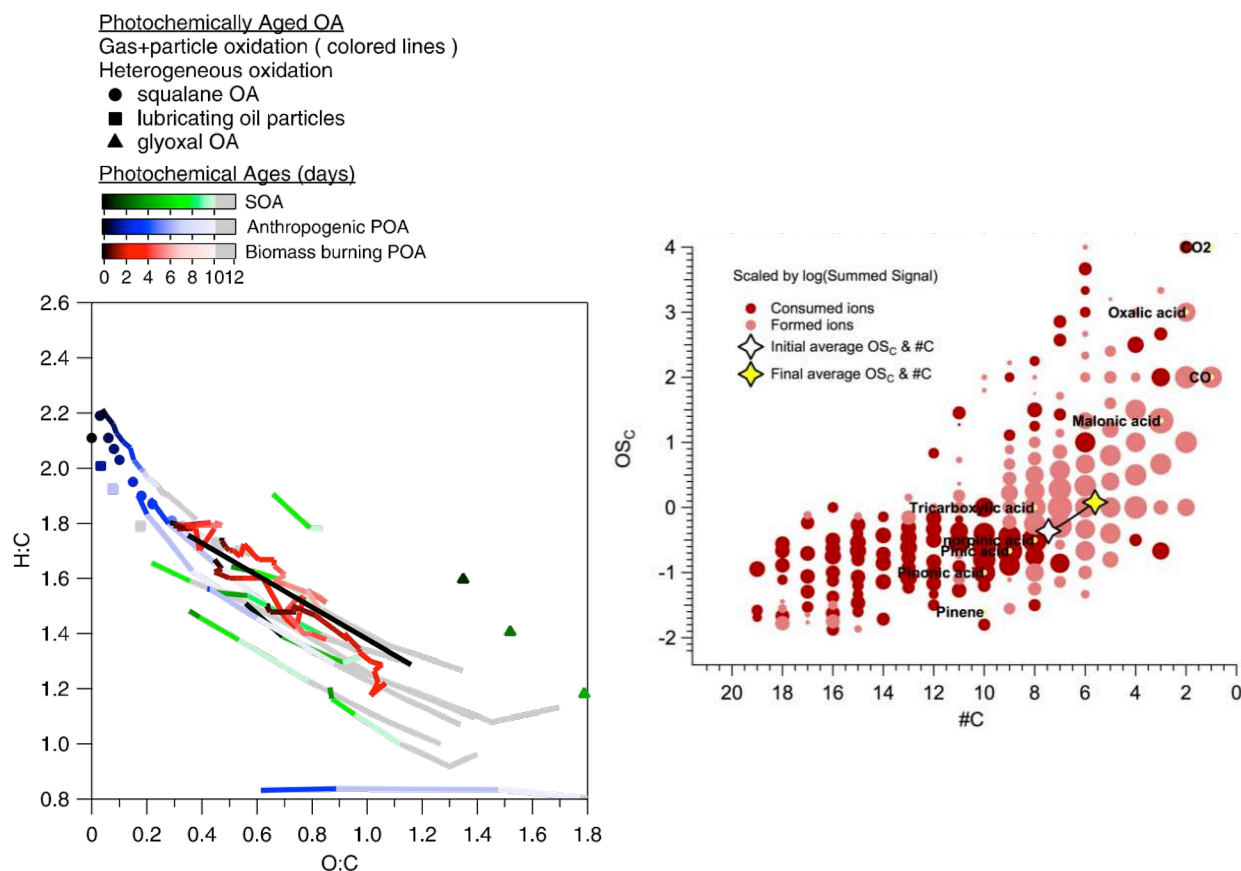 Photochemically Aged OA
Gas+particle oxidation ( colored lines )
Heterogeneous oxidation
squalane OA
lubricating oil particles
glyoxal OA
Photochemical Ages (days)
SOA
Anthropogenic POA
Biomass burning POA
0 2 4 6 8 1012
2.6
2.4
2.2
2.0
1.8
1.6
1.4
1.2
1.0
0.8
H:C
0 0.2 0.4 0.6 0.8 1.0 1.2 1.4 1.6 1.8
O:C
4
3
2
1
0
-1
-2
OSC
Scaled by log(Summed Signal)
Consumed ions
Formed ions
Initial average OSC & #C
Final average OSC & #C
CO2
Oxalic acid
CO
Malonic acid
Tricarboxylic acid
norpinic acid
Pinic acid
Pinonic acid
Pinene
20 18 16 14 12 10 8 6 4 2 0
#C